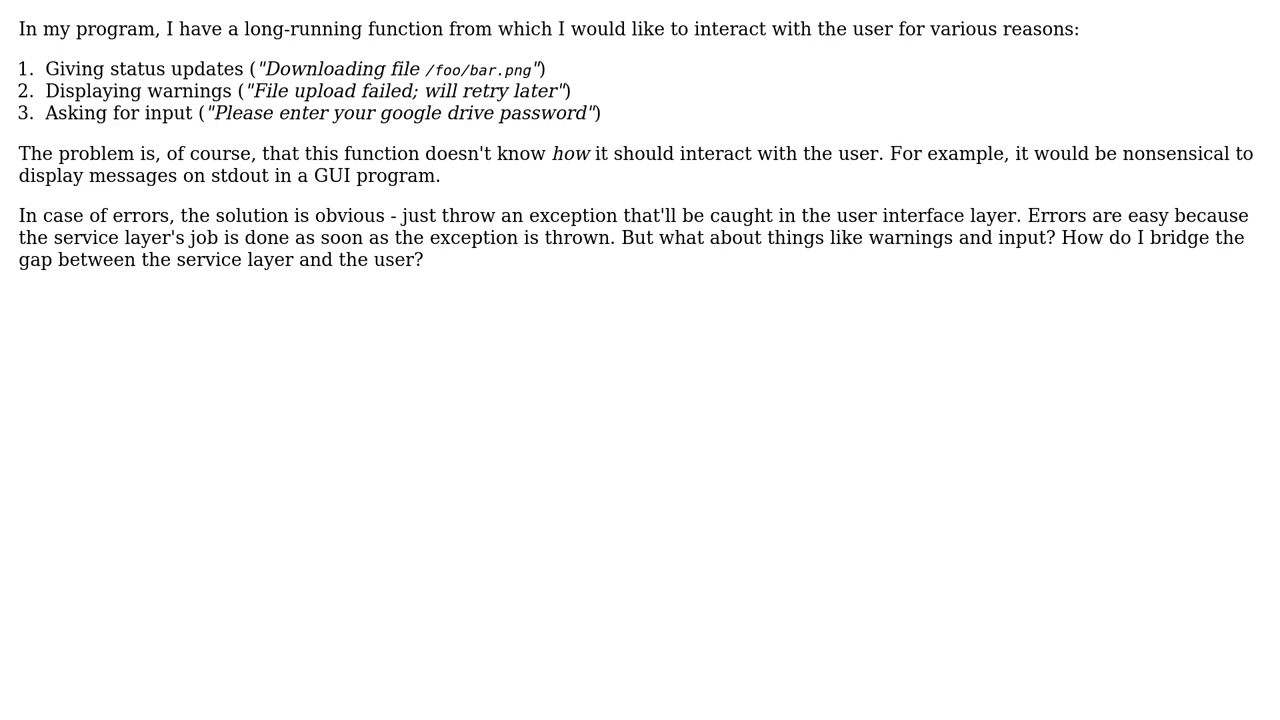 In my program, I have a long-running function from which I would like to interact with the user for various reasons:
1. Giving status updates ("Downloading file /foo/bar.png")
2. Displaying warnings ("File upload failed; will retry later")
3. Asking for input ("Please enter your google drive password")
The problem is, of course, that this function doesn't know how it should interact with the user. For example, it would be nonsensical to
display messages on stdout in a GUI program.
In case of errors, the solution is obvious - just throw an exception that'll be caught in the user interface layer. Errors are easy because
the service layer's job is done as soon as the exception is thrown. But what about things like warnings and input? How do I bridge the
gap between the service layer and the user?